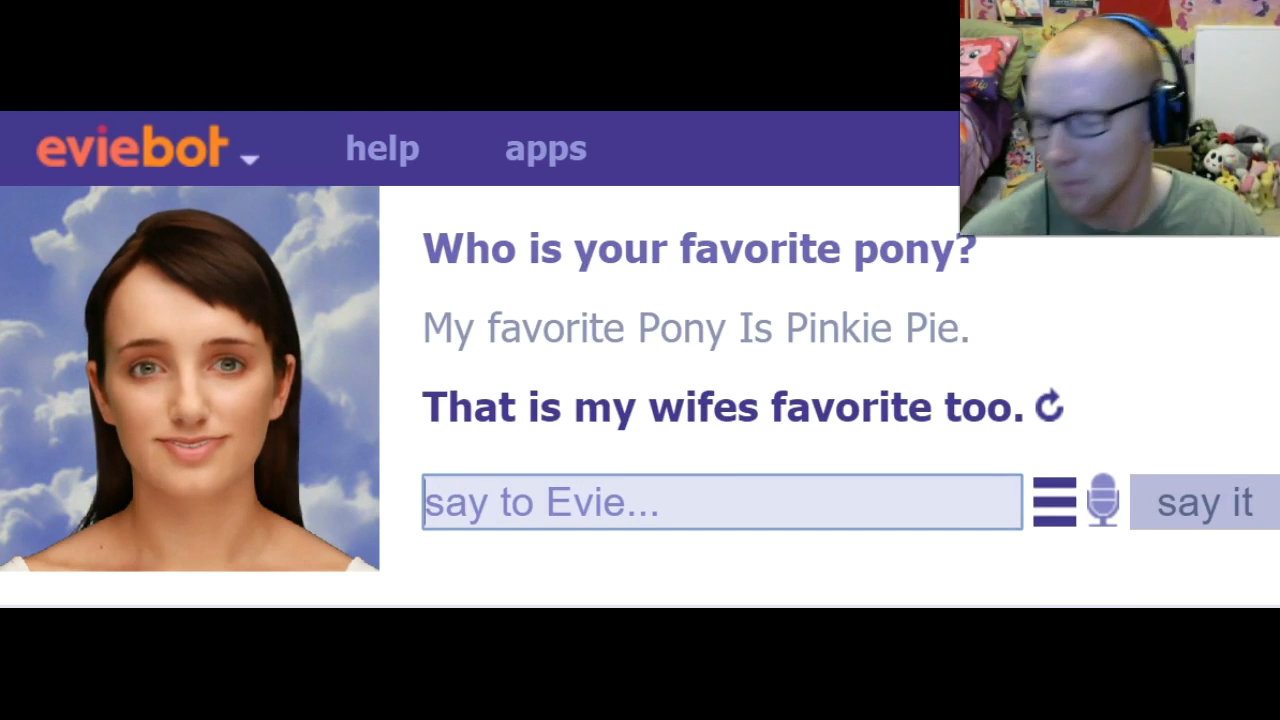 eviebot
help
apps
Who is your favorite pony?
My favorite Pony Is Pinkie Pie.
That is my wifes favorite too.
say to Evie...
say it